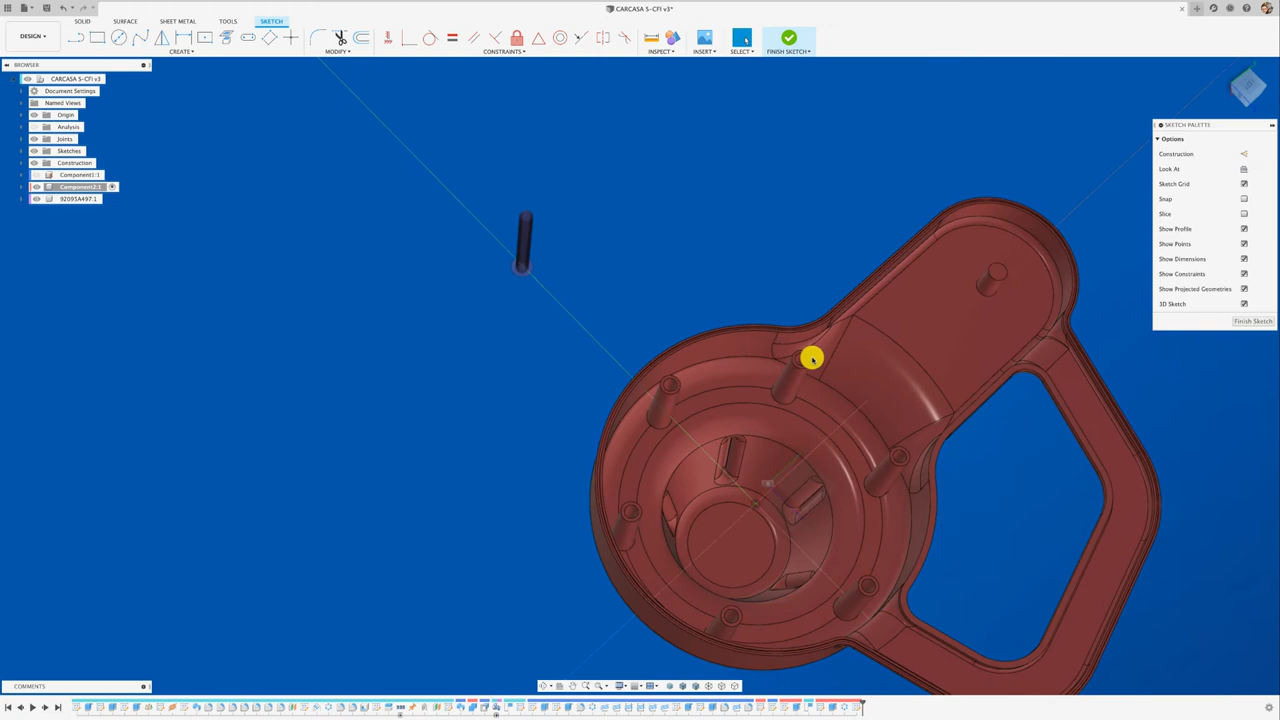 CARCASA S-CFI v3*
SOLID SURFACE SHEET METAL TOOLS SKETCH
DESIGN
CREATE MODIFY CONSTRAINTS INSPECT INSERT SELECT FINISH SKETCH
BROWSER
CARCASA S-CFI v3
Document Settings
Named Views
Origin
Analysis
Joints
Sketches
Construction
Component1:1
Component2:1
92095A497:1
SKETCH PALETTE
Options
Construction
Look At
Sketch Grid
Snap
Slice
Show Profile
Show Points
Show Dimensions
Show Constraints
Show Projected Geometries
3D Sketch
Finish Sketch
COMMENTS